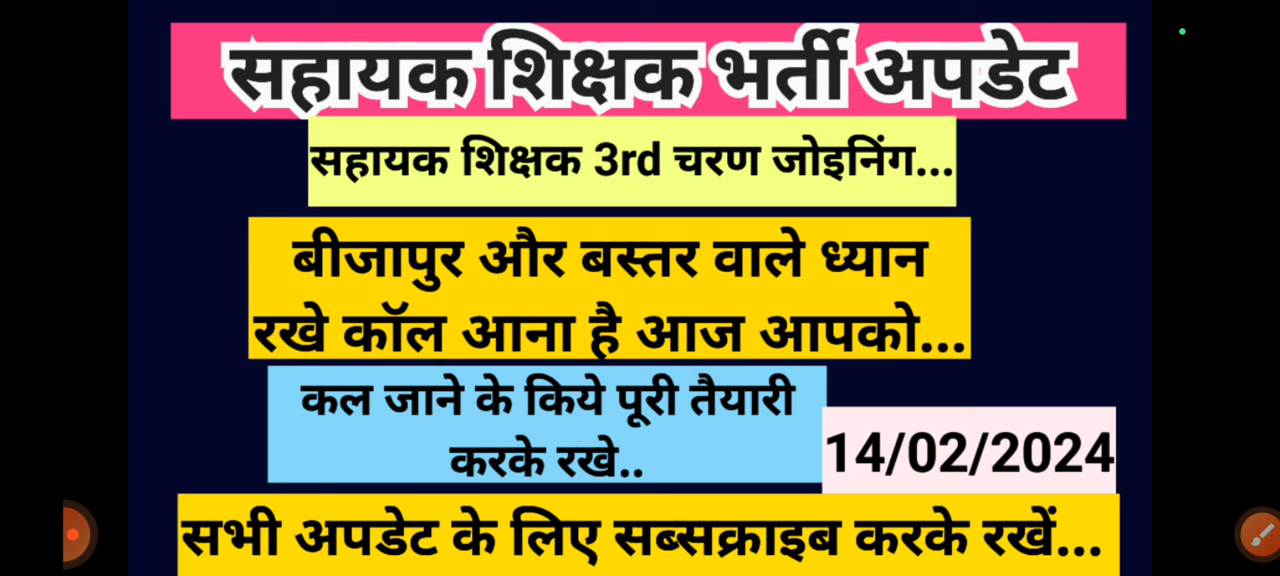 सहायक शिक्षक भर्ती अपडेट
सहायक शिक्षक 3rd चरण जोइनिंग...
बीजापुर और बस्तर वाले ध्यान
रखे कॉल आना है आज आपको...
कल जाने के किये पूरी तैयारी
करके रखे..
14/02/2024
सभी अपडेट के लिए सब्सक्राइब करके रखें...